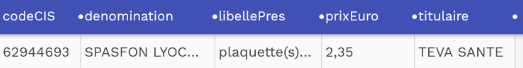 codeCIS •denomination •libellePres •prixEuro •titulaire •
62944693 SPASFON LYOC... plaquette(s)... 2,35 TEVA SANTE